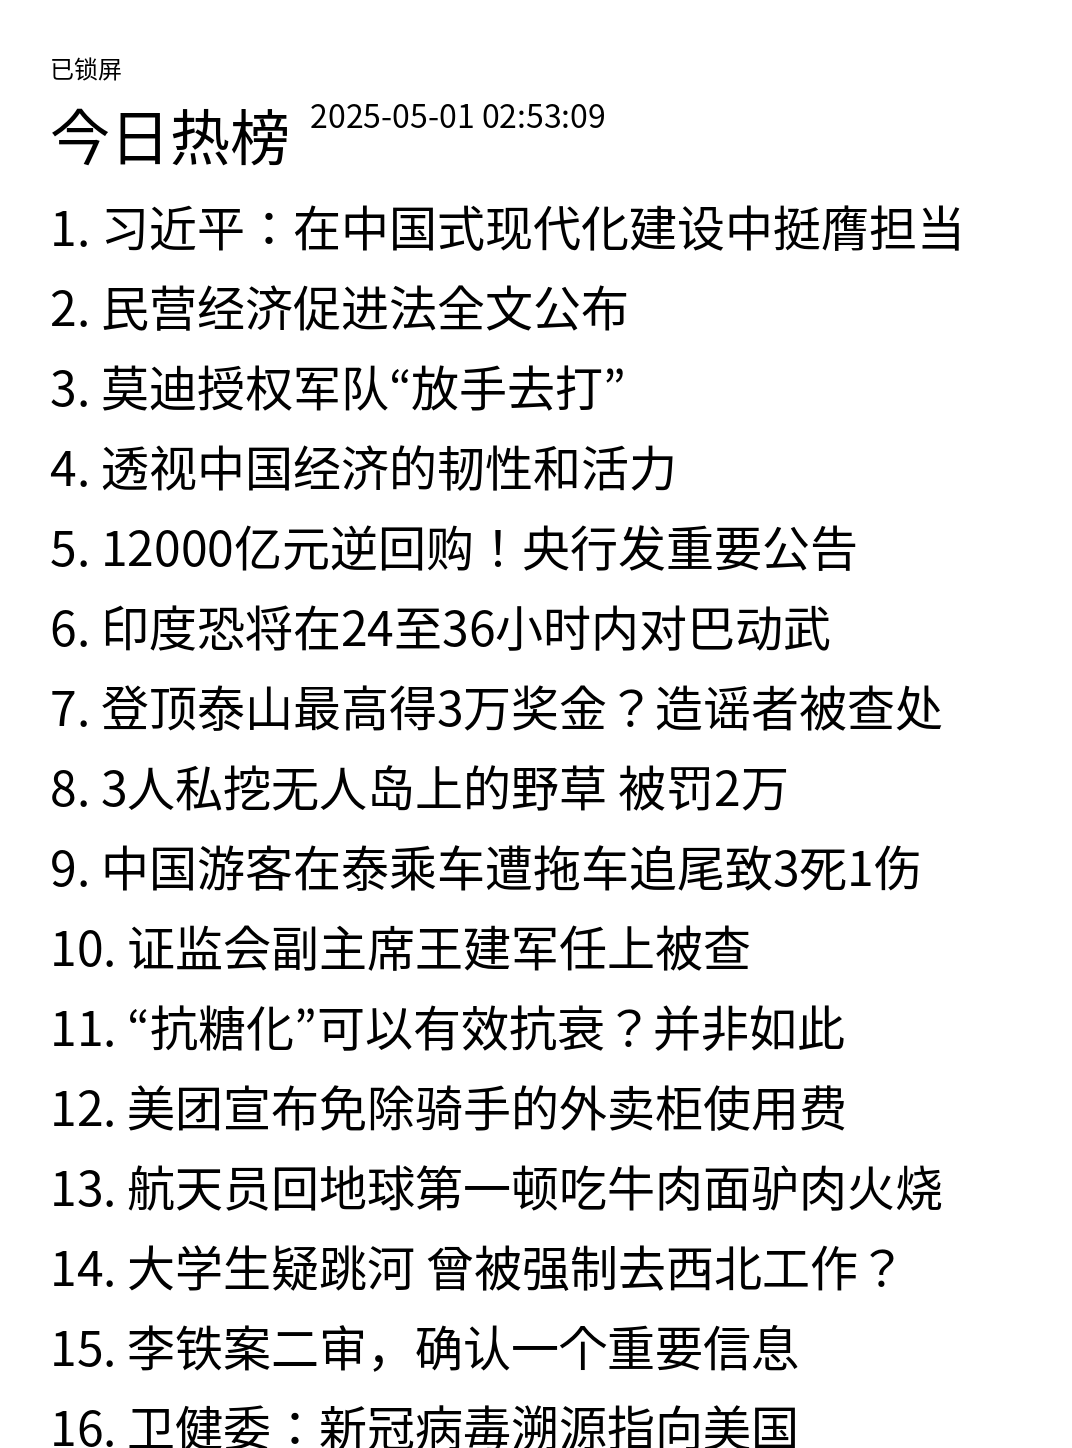 已锁屏
今日热榜 2025-05-01 02:53:09
1. 习近平：在中国式现代化建设中挺膺担当
2. 民营经济促进法全文公布
3. 莫迪授权军队“放手去打”
4. 透视中国经济的韧性和活力
5. 12000亿元逆回购！央行发重要公告
6. 印度恐将在24至36小时内对巴动武
7. 登顶泰山最高得3万奖金？造谣者被查处
8. 3人私挖无人岛上的野草 被罚2万
9. 中国游客在泰乘车遭拖车追尾致3死1伤
10. 证监会副主席王建军任上被查
11. “抗糖化”可以有效抗衰？并非如此
12. 美团宣布免除骑手的外卖柜使用费
13. 航天员回地球第一顿吃牛肉面驴肉火烧
14. 大学生疑跳河 曾被强制去西北工作？
15. 李铁案二审，确认一个重要信息
16. 卫健委：新冠病毒溯源指向美国